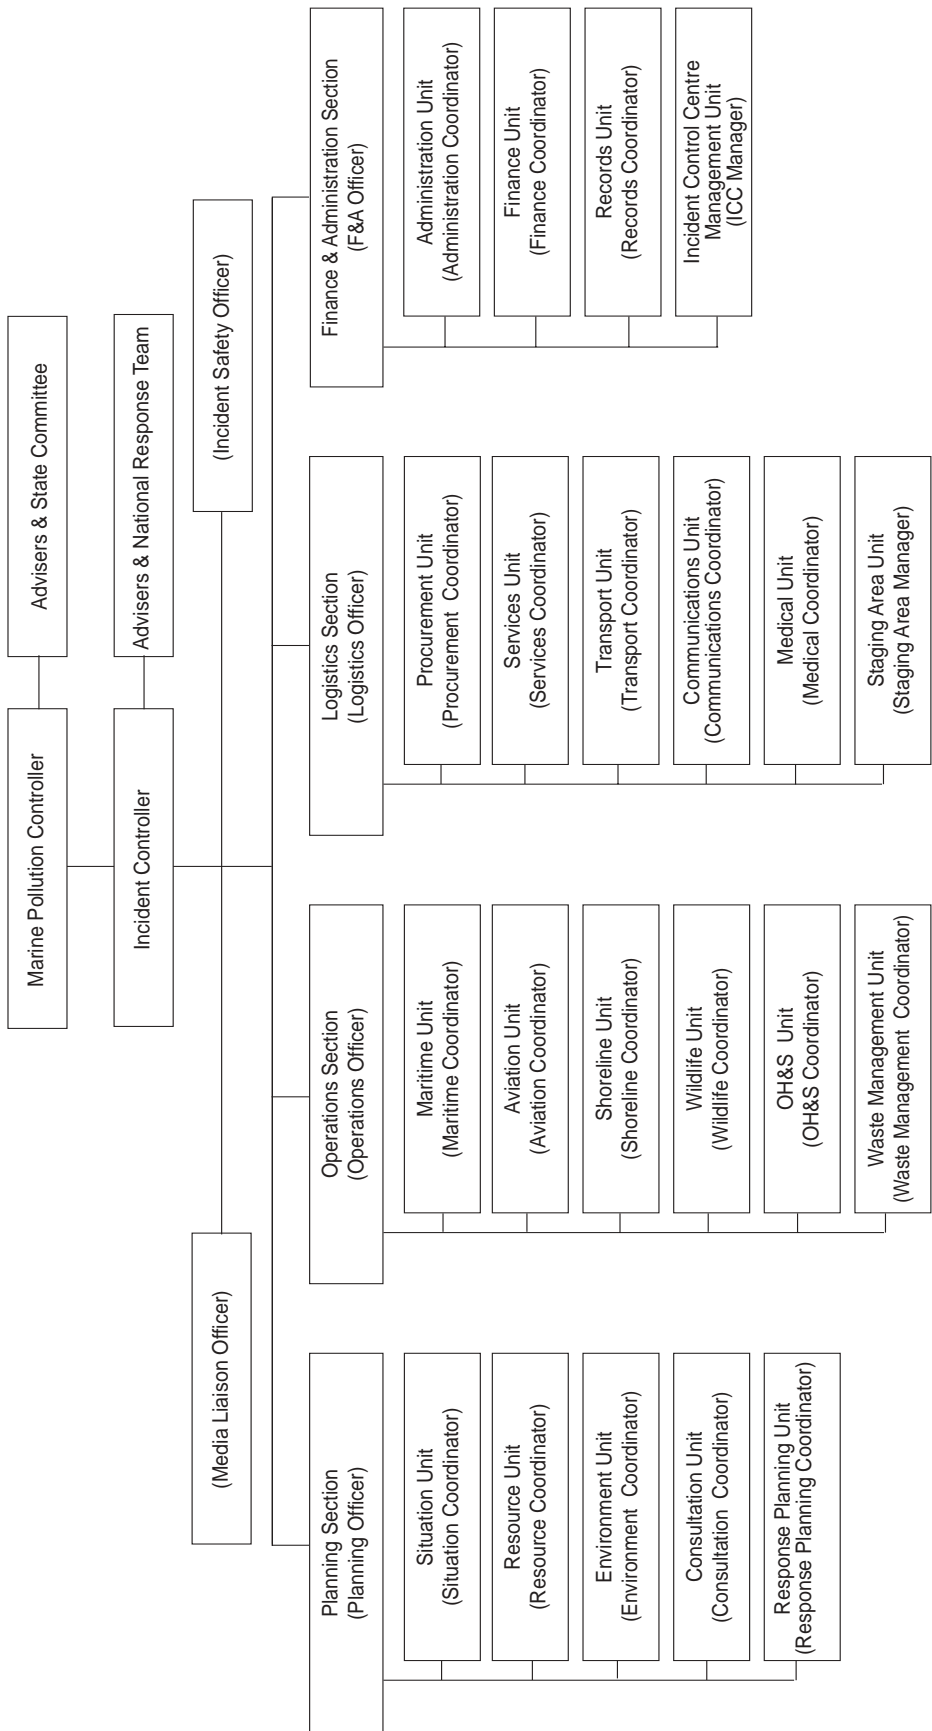 Marine Pollution Controller
Advisers & State Committee
Incident Controller
Advisers & National Response Team
(Media Liaison Officer)
(Incident Safety Officer)
Planning Section
(Planning Officer)
Situation Unit
(Situation Coordinator)
Resource Unit
(Resource Coordinator)
Environment Unit
(Environment Coordinator)
Consultation Unit
(Consultation Coordinator)
Response Planning Unit
(Response Planning Coordinator)
Operations Section
(Operations Officer)
Maritime Unit
(Maritime Coordinator)
Aviation Unit
(Aviation Coordinator)
Shoreline Unit
(Shoreline Coordinator)
Wildlife Unit
(Wildlife Coordinator)
OH&S Unit
(OH&S Coordinator)
Waste Management Unit
(Waste Management Coordinator)
Logistics Section
(Logistics Officer)
Procurement Unit
(Procurement Coordinator)
Services Unit
(Services Coordinator)
Transport Unit
(Transport Coordinator)
Communications Unit
(Communications Coordinator)
Medical Unit
(Medical Coordinator)
Staging Area Unit
(Staging Area Manager)
Finance & Administration Section
(F&A Officer)
Administration Unit
(Administration Coordinator)
Finance Unit
(Finance Coordinator)
Records Unit
(Records Coordinator)
Incident Control Centre
Management Unit
(ICC Manager)